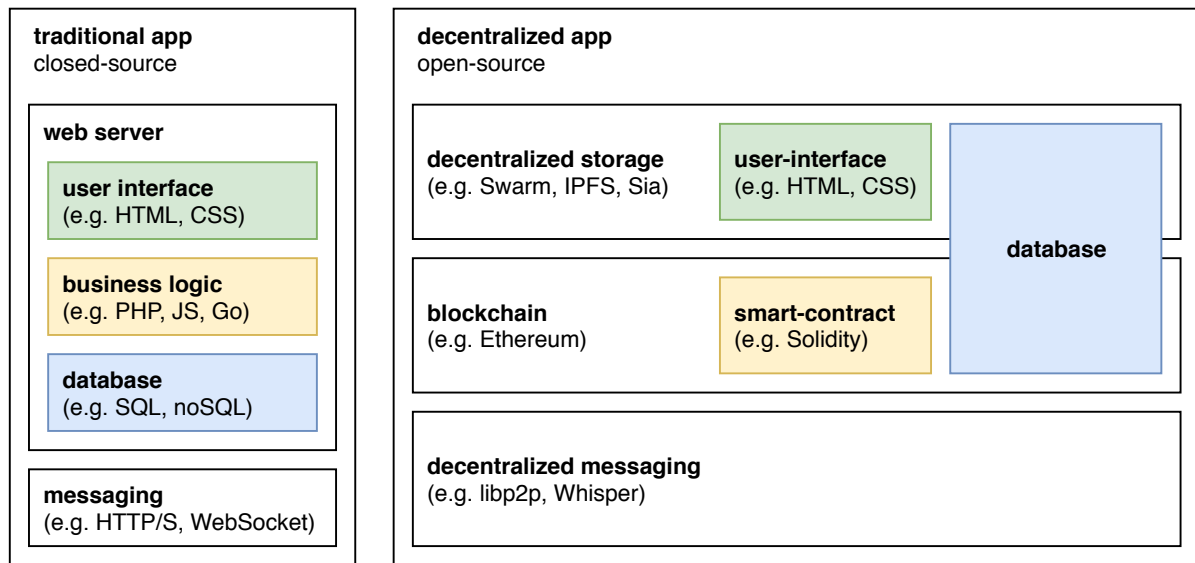 traditional app
closed-source
web server
user interface
(e.g. HTML, CSS)
business logic
(e.g. PHP, JS, Go)
database
(e.g. SQL, noSQL)
messaging
(e.g. HTTP/S, WebSocket)
decentralized app
open-source
decentralized storage
(e.g. Swarm, IPFS, Sia)
user-interface
(e.g. HTML, CSS)
database
blockchain
(e.g. Ethereum)
smart-contract
(e.g. Solidity)
decentralized messaging
(e.g. libp2p, Whisper)